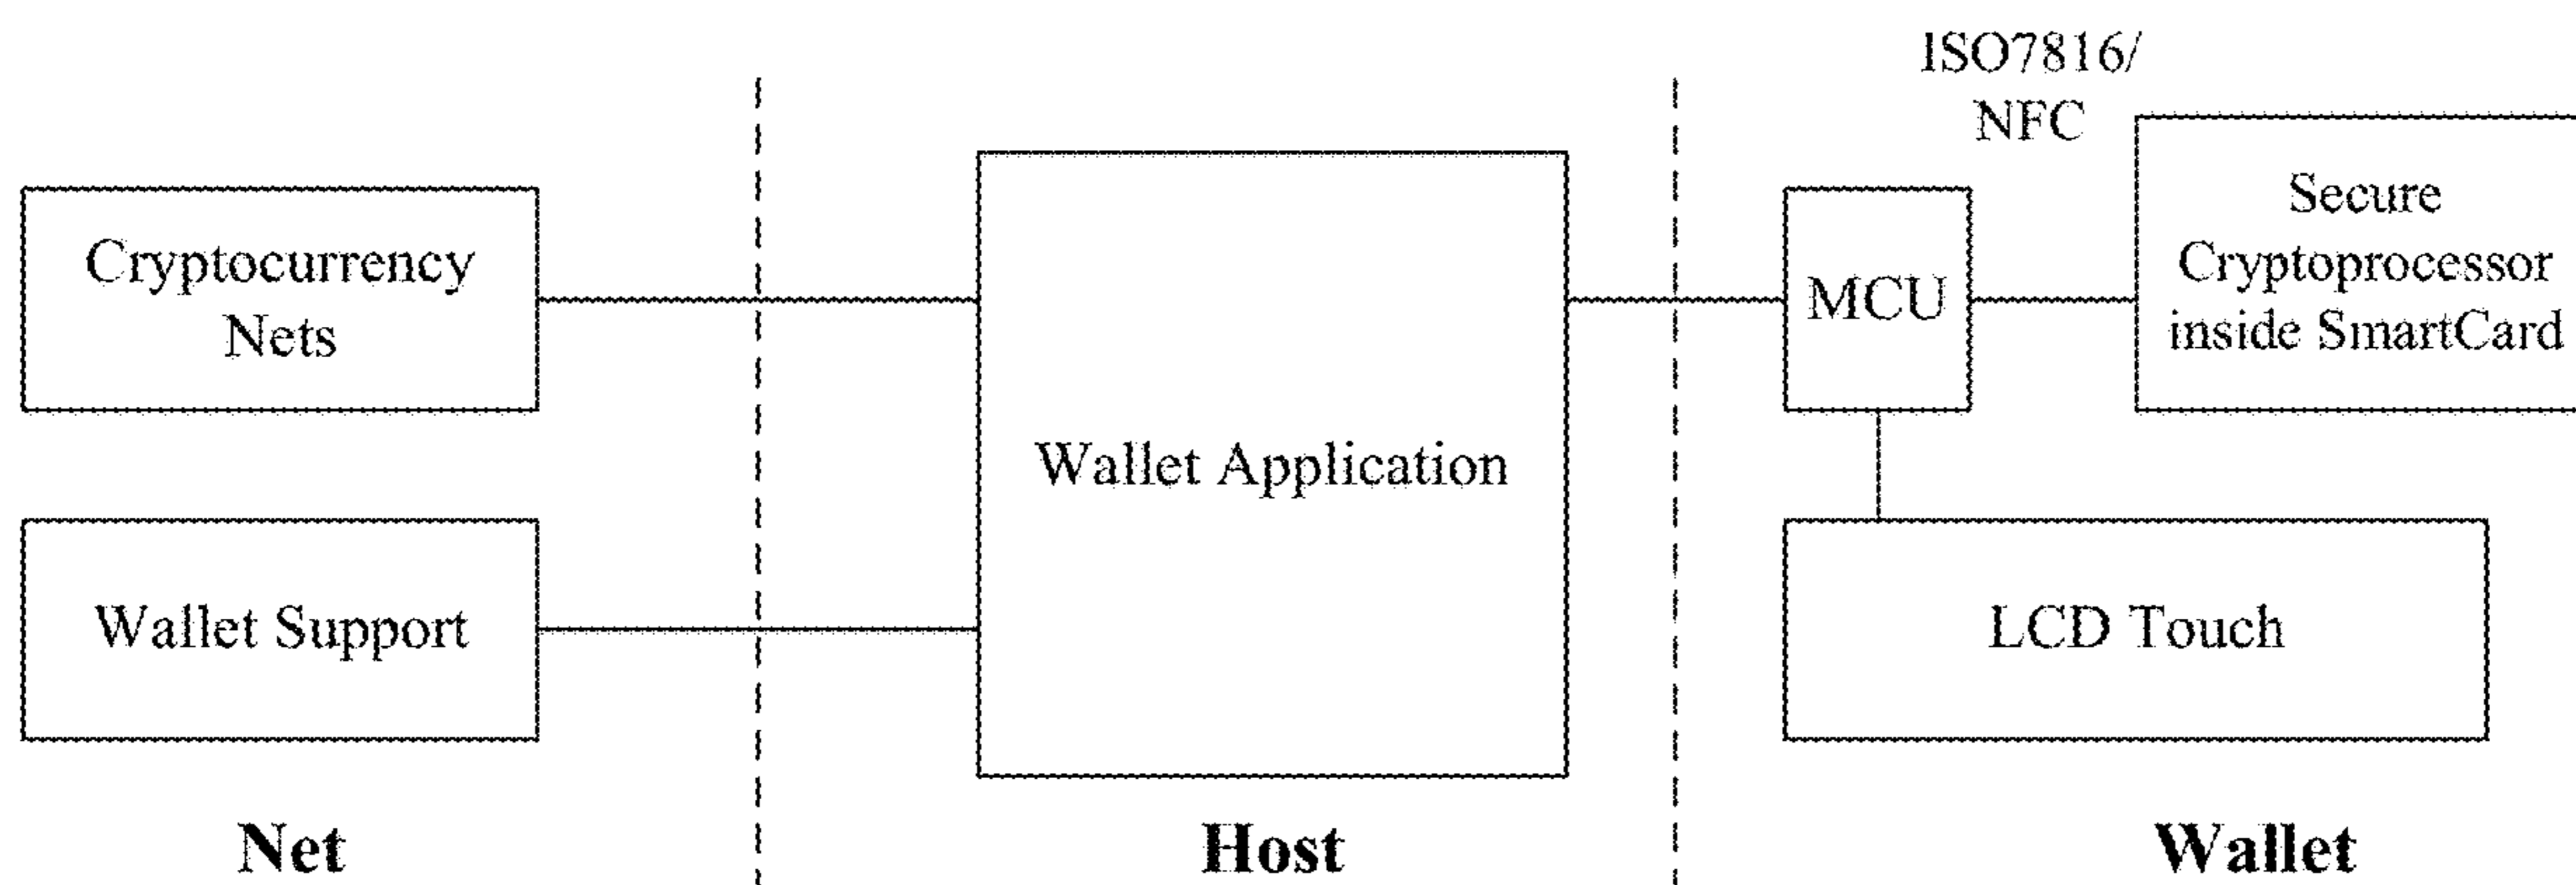 ISO7816/
NFC
Cryptocurrency
Nets
Wallet Support
Net
Wallet Application
Host
MCU
Secure
Cryptoprocessor
inside SmartCard
LCD Touch
Wallet